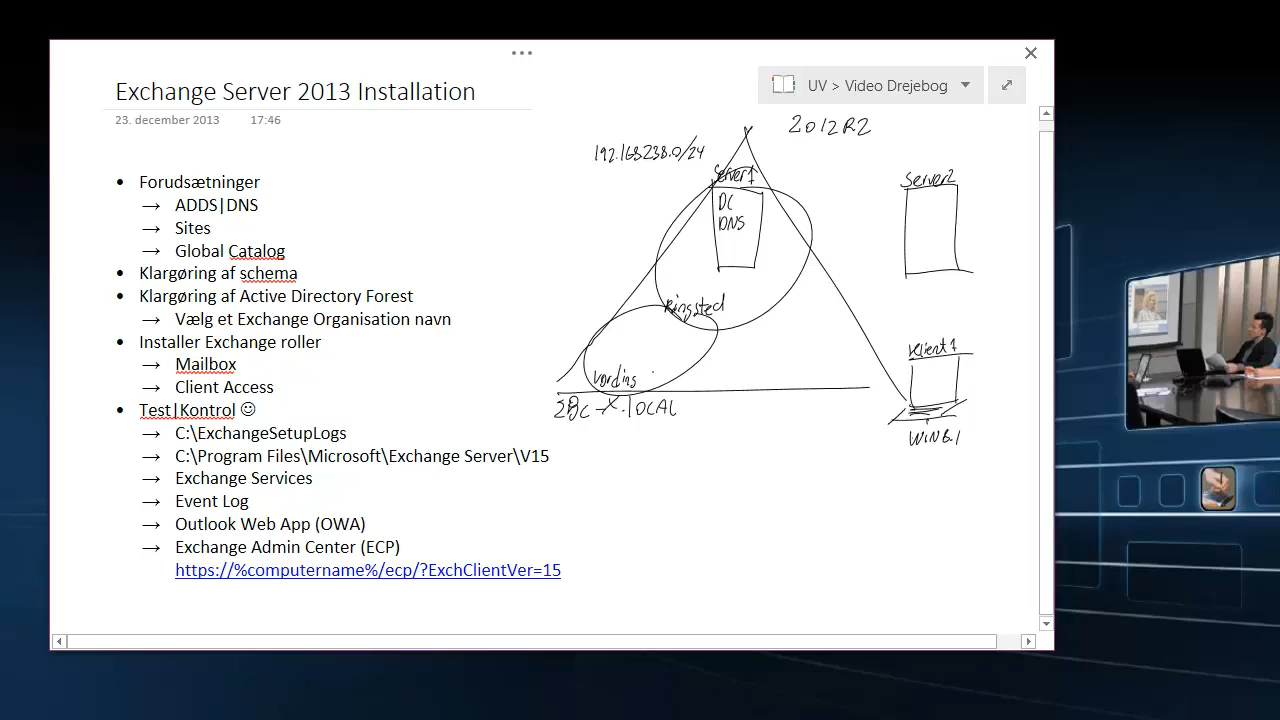 Exchange Server 2013 Installation
UV > Video Drejebog
23. december 2013 17:46
• Forudsætninger
→ ADDS|DNS
→ Sites
→ Global Catalog
• Klargøring af schema
• Klargøring af Active Directory Forest
→ Vælg et Exchange Organisation navn
• Installer Exchange roller
→ Mailbox
→ Client Access
• Test|Kontrol ☺
→ C:\ExchangeSetupLogs
→ C:\Program Files\Microsoft\Exchange Server\V15
→ Exchange Services
→ Event Log
→ Outlook Web App (OWA)
→ Exchange Admin Center (ECP)
https://%computername%/ecp/?ExchClientVer=15
2012R2
192.168.238.0/24
Server1
DC
DNS
Server2
Ringsted
Klient1
Vording
.LOCAL
WIN8.1